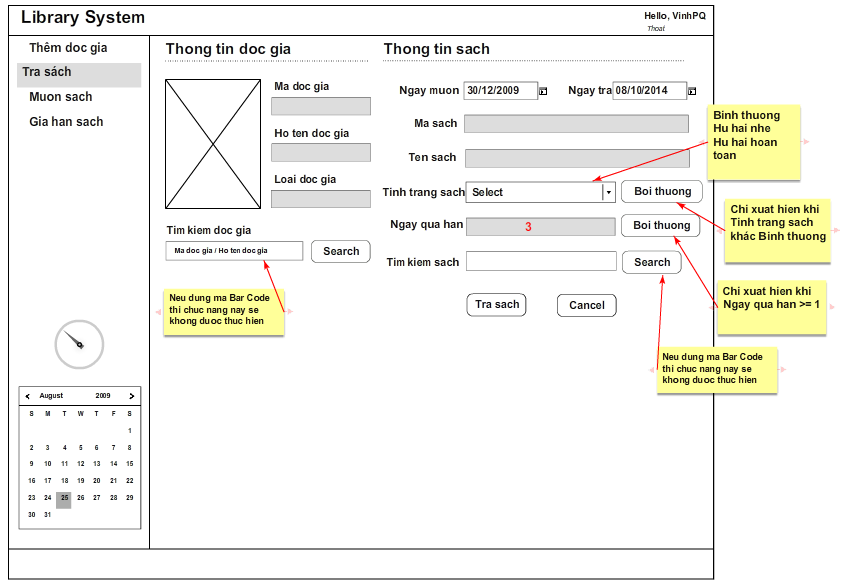 Library System
Hello, VinhPQ
Thoat
Thêm doc gia
Tra sách
Muon sach
Gia han sach
Thong tin doc gia
Ma doc gia
Ho ten doc gia
Loai doc gia
Tim kiem doc gia
Ma doc gia / Ho ten doc gia
Search
Neu dung ma Bar Code
thi chuc nang nay se
khong duoc thuc hien
Thong tin sach
Ngay muon
30/12/2009
Ngay tra
08/10/2014
Ma sach
Ten sach
Tinh trang sach
Select
Boi thuong
Ngay qua han
3
Boi thuong
Tim kiem sach
Search
Tra sach
Cancel
Binh thuong
Hu hai nhe
Hu hai hoan
toan
Chi xuat hien khi
Tinh trang sach
khác Binh thuong
Chi xuat hien khi
Ngay qua han >= 1
Neu dung ma Bar Code
thi chuc nang nay se
khong duoc thuc hien
August 2009
S M T W T F S
1
2 3 4 5 6 7 8
9 10 11 12 13 14 15
16 17 18 19 20 21 22
23 24 25 26 27 28 29
30 31